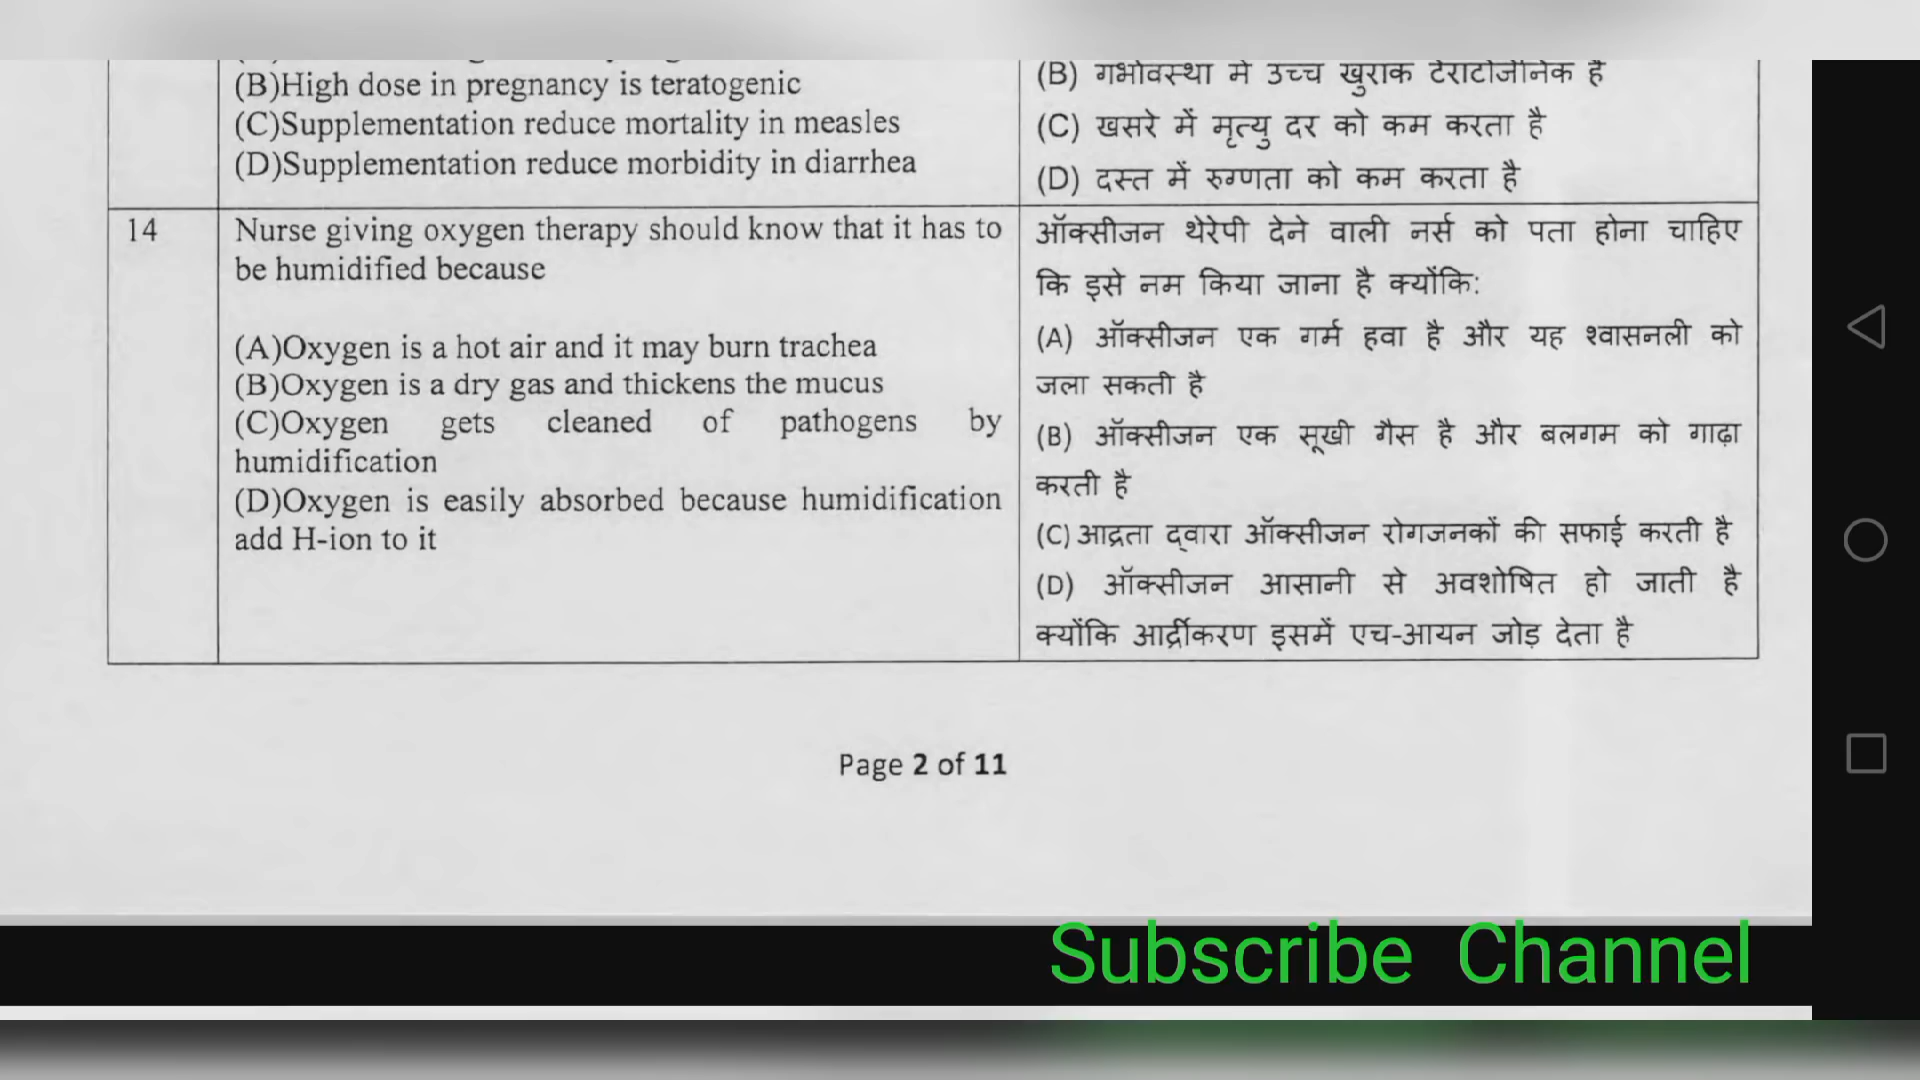 (B)High dose in pregnancy is teratogenic
(C)Supplementation reduce mortality in measles
(D)Supplementation reduce morbidity in diarrhea
(B) गर्भावस्था में उच्च खुराक टेराटोजेनिक है
(C) खसरे में मृत्यु दर को कम करता है
(D) दस्त में रुग्णता को कम करता है
14
Nurse giving oxygen therapy should know that it has to
be humidified because
(A)Oxygen is a hot air and it may burn trachea
(B)Oxygen is a dry gas and thickens the mucus
(C)Oxygen gets cleaned of pathogens by
humidification
(D)Oxygen is easily absorbed because humidification
add H-ion to it
ऑक्सीजन थेरेपी देने वाली नर्स को पता होना चाहिए
कि इसे नम किया जाना है क्योंकि:
(A) ऑक्सीजन एक गर्म हवा है और यह श्वासनली को
जला सकती है
(B) ऑक्सीजन एक सूखी गैस है और बलगम को गाढ़ा
करती है
(C) आद्रता द्वारा ऑक्सीजन रोगजनकों की सफाई करती है
(D) ऑक्सीजन आसानी से अवशोषित हो जाती है
क्योंकि आर्द्रीकरण इसमें एच-आयन जोड़ देता है
Page 2 of 11
Subscribe Channel